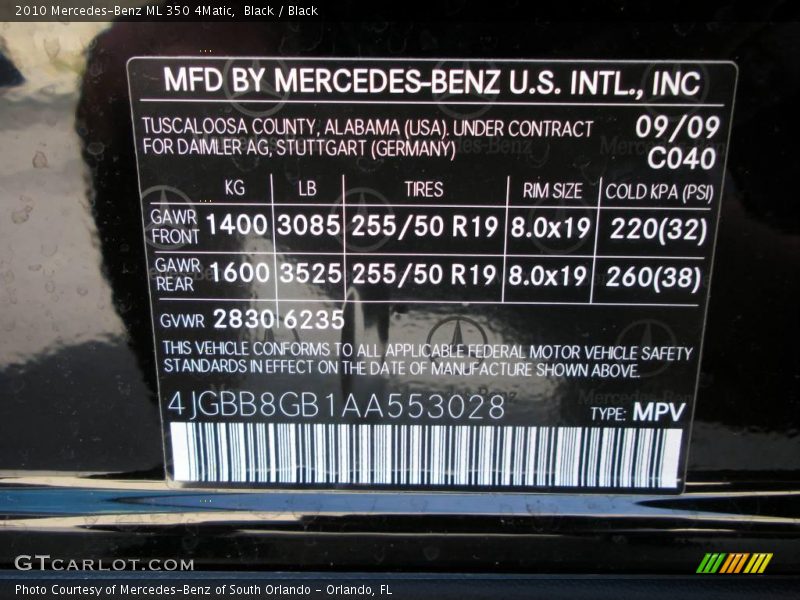 2010 Mercedes-Benz ML 350 4Matic,  Black / Black
MFD BY MERCEDES-BENZ U.S. INTL., INC
TUSCALOOSA COUNTY, ALABAMA (USA). UNDER CONTRACT 09/09
FOR DAIMLER AG, STUTTGART (GERMANY) C040
KG LB TIRES RIM SIZE COLD KPA (PSI)
GAWR FRONT 1400 3085 255/50 R19 8.0x19 220(32)
GAWR REAR 1600 3525 255/50 R19 8.0x19 260(38)
GVWR 2830 6235
THIS VEHICLE CONFORMS TO ALL APPLICABLE FEDERAL MOTOR VEHICLE SAFETY
STANDARDS IN EFFECT ON THE DATE OF MANUFACTURE SHOWN ABOVE.
4JGBB8GB1AA553028 TYPE: MPV
GTCARLOT.COM
Photo Courtesy of Mercedes-Benz of South Orlando - Orlando, FL